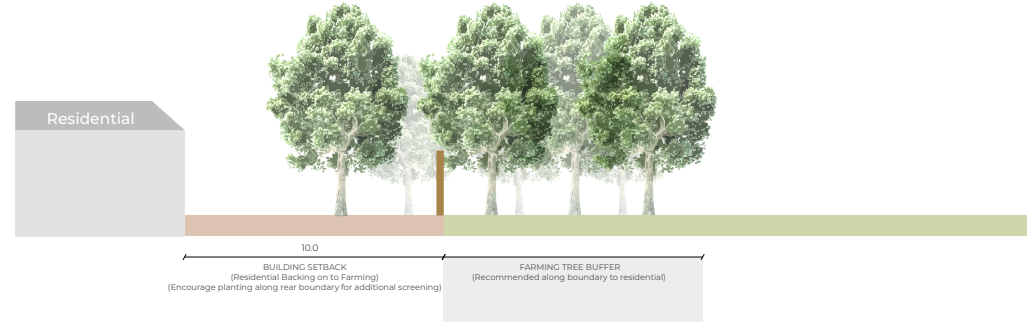 Residential
10.0
BUILDING SETBACK
(Residential Backing on to Farming)
(Encourage planting along rear boundary for additional screening)
FARMING TREE BUFFER
(Recommended along boundary to residential)